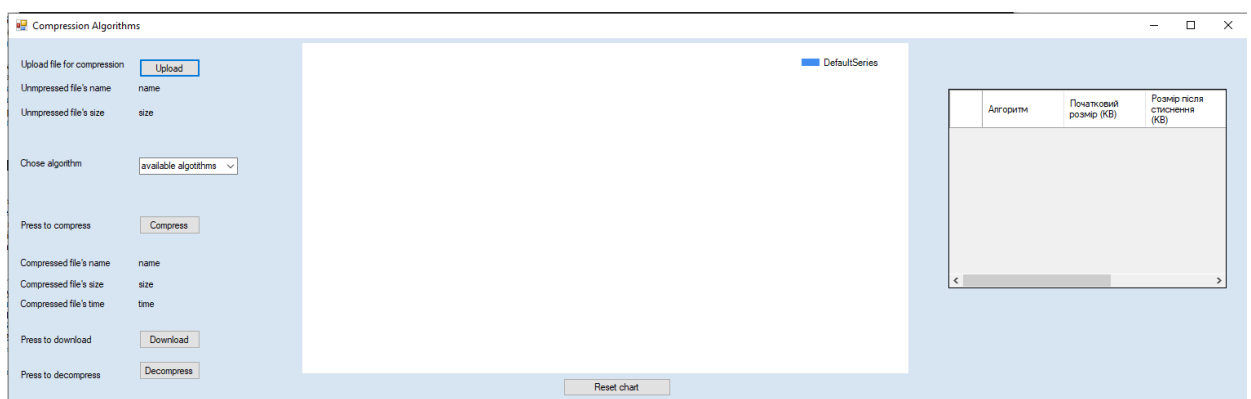 Compression Algorithms
Upload file for compression Upload
Unmpressed file's name name
Unmpressed file's size size
Chose algorithm available algotithms
Press to compress Compress
Compressed file's name name
Compressed file's size size
Compressed file's time time
Press to download Download
Press to decompress Decompress
DefaultSeries
Reset chart
Алгоритм
Початковий
розмір (KB)
Розмір після
стиснення
(KB)